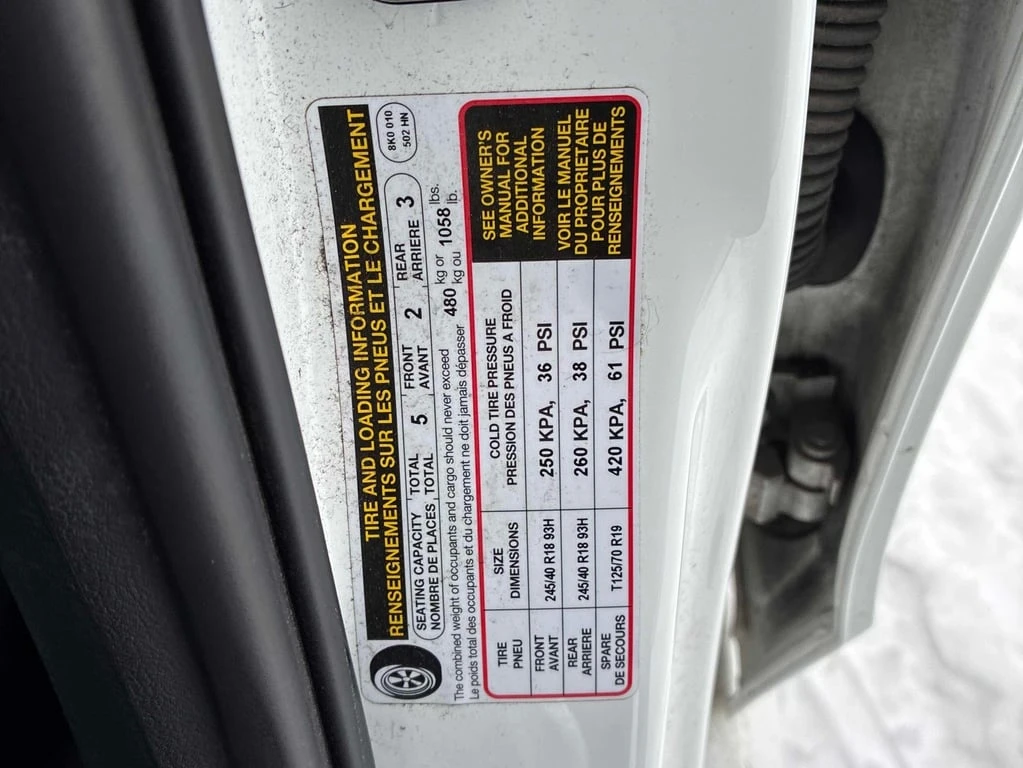 TIRE AND LOADING INFORMATION
RENSEIGNEMENTS SUR LES PNEUS ET LE CHARGEMENT
8K0 010
502 HN
SEATING CAPACITY TOTAL 5 FRONT 2 REAR 3
NOMBRE DE PLACES TOTAL AVANT ARRIERE
The combined weight of occupants and cargo should never exceed 480 kg or 1058 lbs.
Le poids total des occupants et du chargement ne doit jamais dépasser kg ou lb.
TIRE SIZE COLD TIRE PRESSURE
PNEU DIMENSIONS PRESSION DES PNEUS A FROID
FRONT
AVANT 245/40 R18 93H 250 KPA, 36 PSI
REAR
ARRIERE 245/40 R18 93H 260 KPA, 38 PSI
SPARE
DE SECOURS T125/70 R19 420 KPA, 61 PSI
SEE OWNER'S
MANUAL FOR
ADDITIONAL
INFORMATION
VOIR LE MANUEL
DU PROPRIETAIRE
POUR PLUS DE
RENSEIGNEMENTS